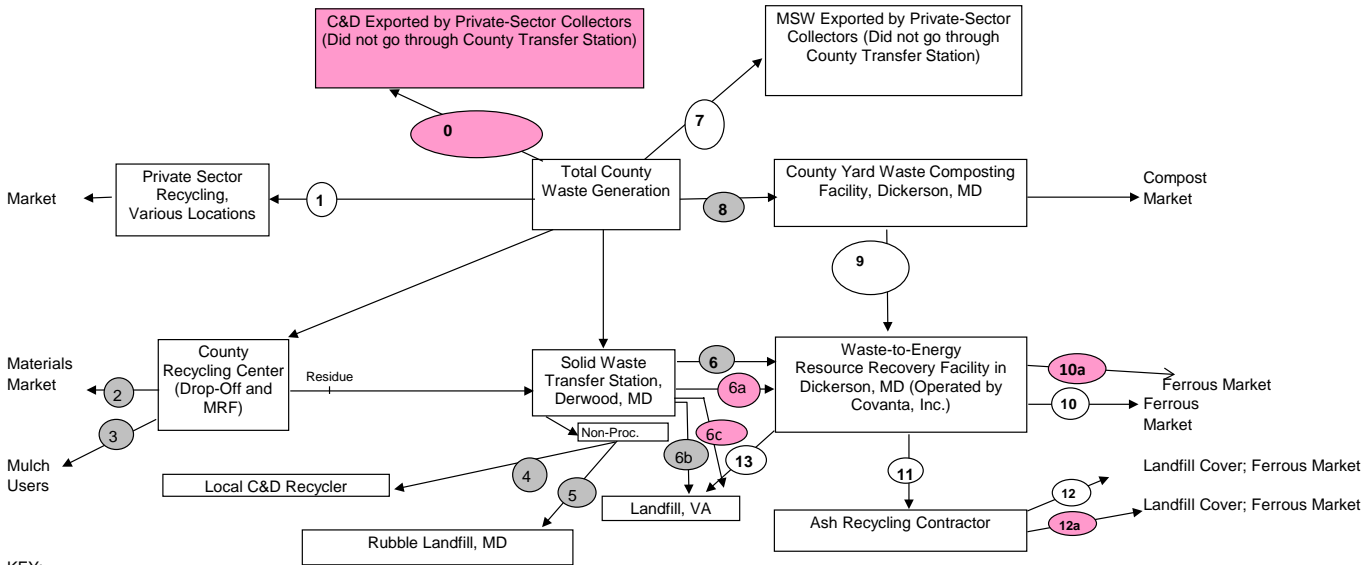 C&D Exported by Private-Sector Collectors
(Did not go through County Transfer Station)
MSW Exported by Private-Sector
Collectors (Did not go through
County Transfer Station)
0
7
Market
Private Sector
Recycling,
Various Locations
1
Total County
Waste Generation
8
County Yard Waste Composting
Facility, Dickerson, MD
Compost
Market
9
Materials
Market
2
3
Mulch
Users
County
Recycling Center
(Drop-Off and
MRF)
Residue
Solid Waste
Transfer Station,
Derwood, MD
6
6a
6b
6c
13
Waste-to-Energy
Resource Recovery Facility in
Dickerson, MD (Operated by
Covanta, Inc.)
10a
Ferrous Market
10
Ferrous
Market
Non-Proc.
4
5
Local C&D Recycler
Rubble Landfill, MD
Landfill, VA
11
Ash Recycling Contractor
12
Landfill Cover; Ferrous Market
12a
Landfill Cover; Ferrous Market
KEY: